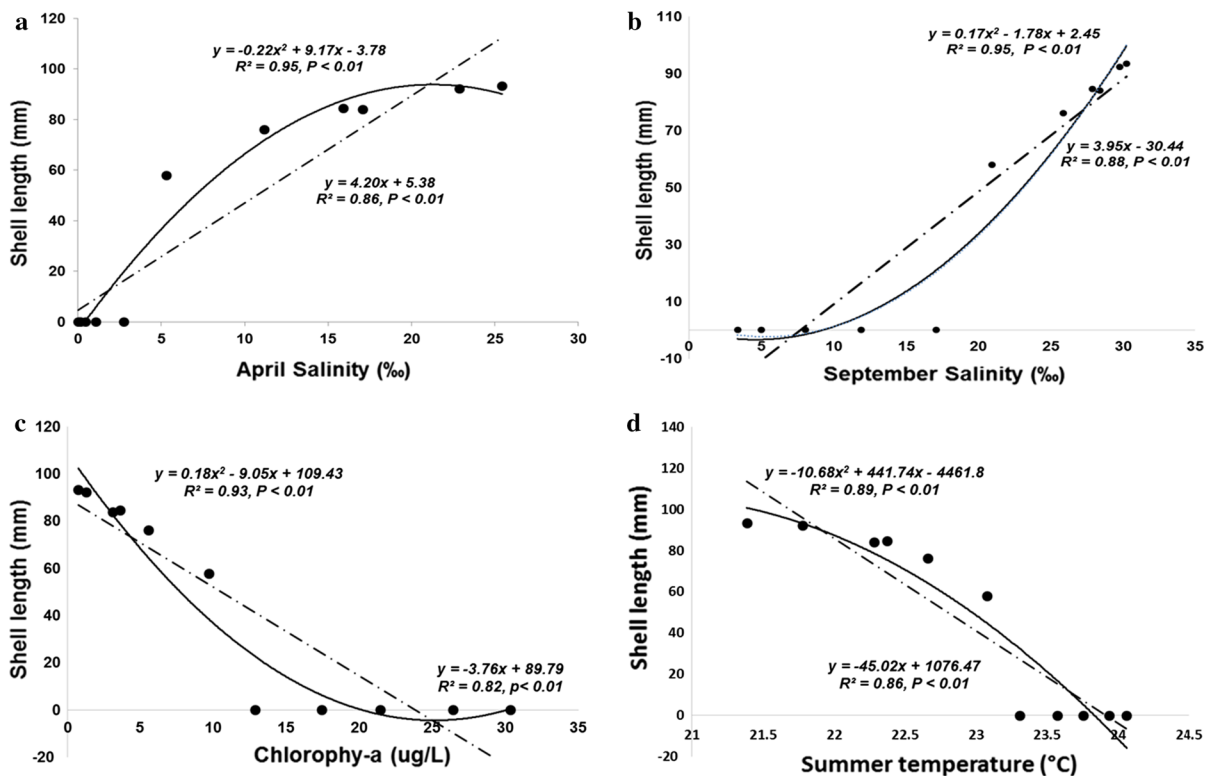 a
120
100
80
60
40
20
0
0 5 10 15 20 25 30
Shell length (mm)
April Salinity (‰)
y = -0.22x² + 9.17x - 3.78
R² = 0.95, P < 0.01
y = 4.20x + 5.38
R² = 0.86, P < 0.01
b
110
90
70
50
30
10
-10
0 5 10 15 20 25 30 35
Shell length (mm)
September Salinity (‰)
y = 0.17x² - 1.78x + 2.45
R² = 0.95, P < 0.01
y = 3.95x - 30.44
R² = 0.88, P < 0.01
c
120
100
80
60
40
20
0
-20
0 5 10 15 20 25 30 35
Shell length (mm)
Chlorophy-a (ug/L)
y = 0.18x² - 9.05x + 109.43
R² = 0.93, P < 0.01
y = -3.76x + 89.79
R² = 0.82, p< 0.01
d
140
120
100
80
60
40
20
0
-20
21 21.5 22 22.5 23 23.5 24 24.5
Shell length (mm)
Summer temperature (°C)
y = -10.68x² + 441.74x - 4461.8
R² = 0.89, P < 0.01
y = -45.02x + 1076.47
R² = 0.86, P < 0.01